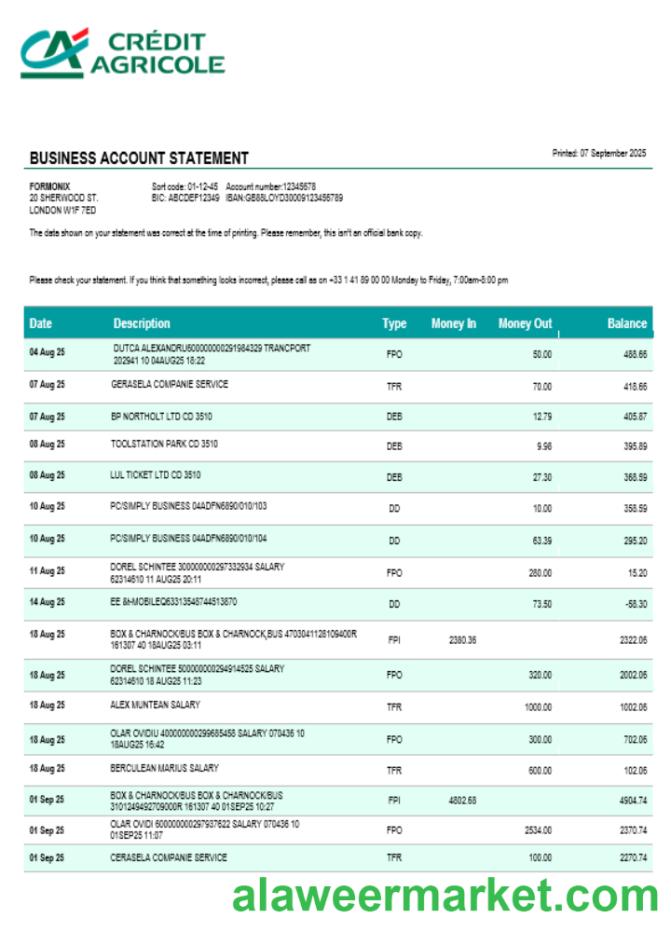 CRÉDIT
AGRICOLE
BUSINESS ACCOUNT STATEMENT
Printed: 07 September 2025
FORMONIX Sort code: 01-12-45 Account number:12345678
20 SHERWOOD ST. BIC: ABCDEF12349 IBAN:GB88LOYD30009123456789
LONDON W1F 7ED
The data shown on your statement was correct at the time of printing. Please remember, this isn't an official bank copy.
Please check your statement. If you think that something looks incorrect, please call as on +33 1 41 89 00 00 Monday to Friday, 7:00am-8:00 pm
Date Description Type Money In Money Out Balance
04 Aug 25 DUTCA ALEXANDRU600000000291984329 TRANCPORT FPO 50.00 488.66
202941 10 04AUG25 18:22
07 Aug 25 GERASELA COMPANIE SERVICE TFR 70.00 418.66
07 Aug 25 BP NORTHOLT LTD CD 3510 DEB 12.79 405.87
08 Aug 25 TOOLSTATION PARK CD 3510 DEB 9.98 395.89
08 Aug 25 LUL TICKET LTD CD 3510 DEB 27.30 368.59
10 Aug 25 PC/SIMPLY BUSINESS 04ADFN6890/010/103 DD 10.00 358.59
10 Aug 25 PC/SIMPLY BUSINESS 04ADFN6890/010/104 DD 63.39 295.20
11 Aug 25 DOREL SCHINTEE 300000000297332934 SALARY FPO 280.00 15.20
62314610 11 AUG25 20:11
14 Aug 25 EE &MOBILEQ63313548744513870 DD 73.50 -58.30
18 Aug 25 BOX & CHARNOCK/BUS BOX & CHARNOCK,BUS 4703041128109400R FPI 2380.36 2322.06
161307 40 18AUG25 03:11
18 Aug 25 DOREL SCHINTEE 500000000294914525 SALARY FPO 320.00 2002.06
62314610 18 AUG25 11:23
18 Aug 25 ALEX MUNTEAN SALARY TFR 1000.00 1002.06
18 Aug 25 OLAR OVIDIU 400000000299685458 SALARY 070436 10 FPO 300.00 702.06
18AUG25 16:42
18 Aug 25 BERCULEAN MARIUS SALARY TFR 600.00 102.06
01 Sep 25 BOX & CHARNOCK/BUS BOX & CHARNOCK/BUS FPI 4802.68 4904.74
3101249492709000R 161307 40 01SEP25 10:27
01 Sep 25 OLAR OVIDI 600000000297937622 SALARY 070436 10 FPO 2534.00 2370.74
01SEP25 11:07
01 Sep 25 CERASELA COMPANIE SERVICE TFR 100.00 2270.74
alaweermarket.com